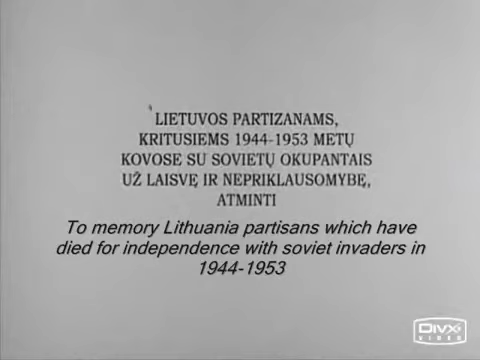 LIETUVOS PARTIZANAMS,
KRITUSIEMS 1944-1953 METŲ
KOVOSE SU SOVIETŲ OKUPANTAIS
UŽ LAISVĘ IR NEPRIKLAUSOMYBĘ,
ATMINTI
To memory Lithuania partisans which have
died for independence with soviet invaders in
1944-1953
DivX
VIDEO